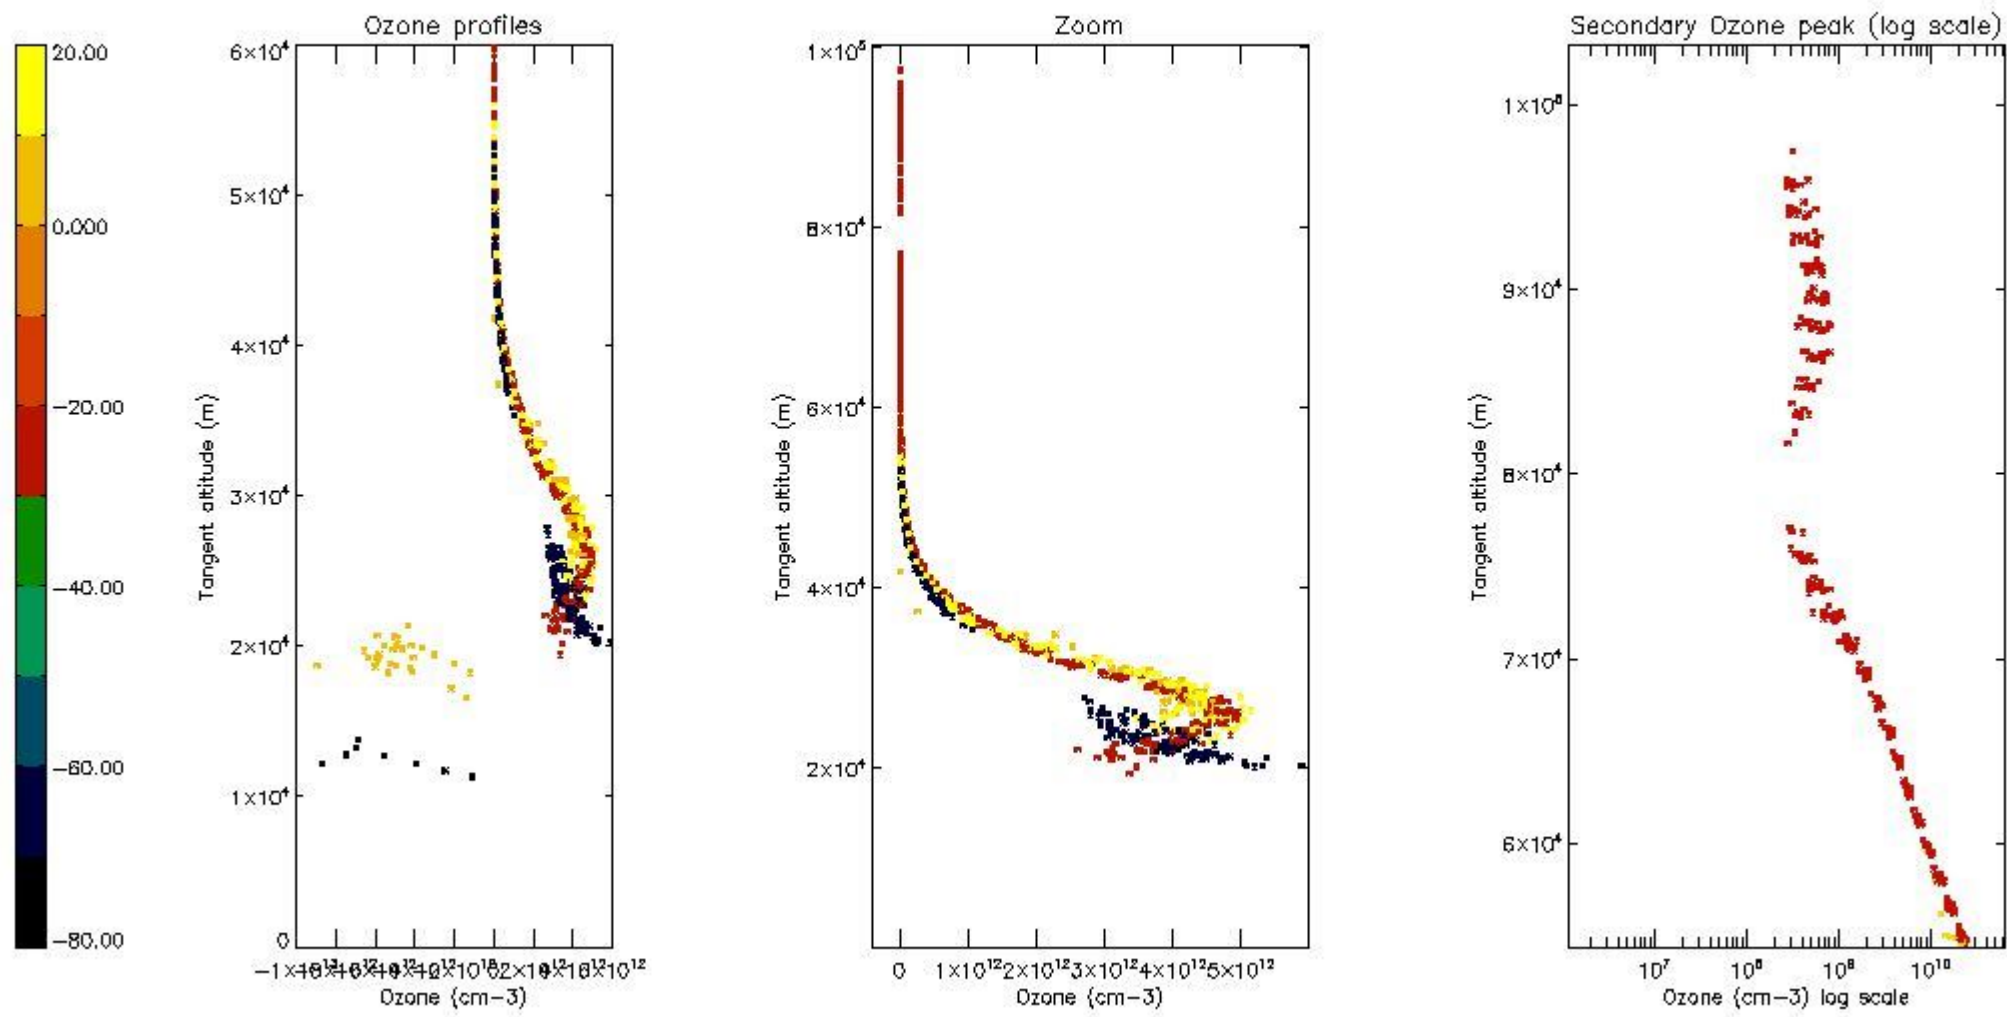 Ozone profiles
Zoom
Secondary Ozone peak (log scale)
20.00
0.000
−20.00
−40.00
−60.00
−80.00
6×10⁴
5×10⁴
4×10⁴
3×10⁴
2×10⁴
1×10⁴
0
Tangent altitude (m)
Ozone (cm−3)
1×10⁵
8×10⁴
6×10⁴
4×10⁴
2×10⁴
Tangent altitude (m)
0 1×10¹² 2×10¹² 3×10¹² 4×10¹² 5×10¹²
Ozone (cm−3)
9×10⁴
8×10⁴
7×10⁴
6×10⁴
Tangent altitude (m)
10⁷ 10⁸ 10⁹ 10¹⁰
Ozone (cm−3) log scale